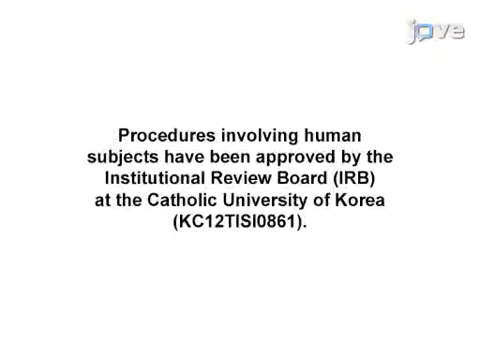 jove
Procedures involving human
subjects have been approved by the
Institutional Review Board (IRB)
at the Catholic University of Korea
(KC12TISI0861).